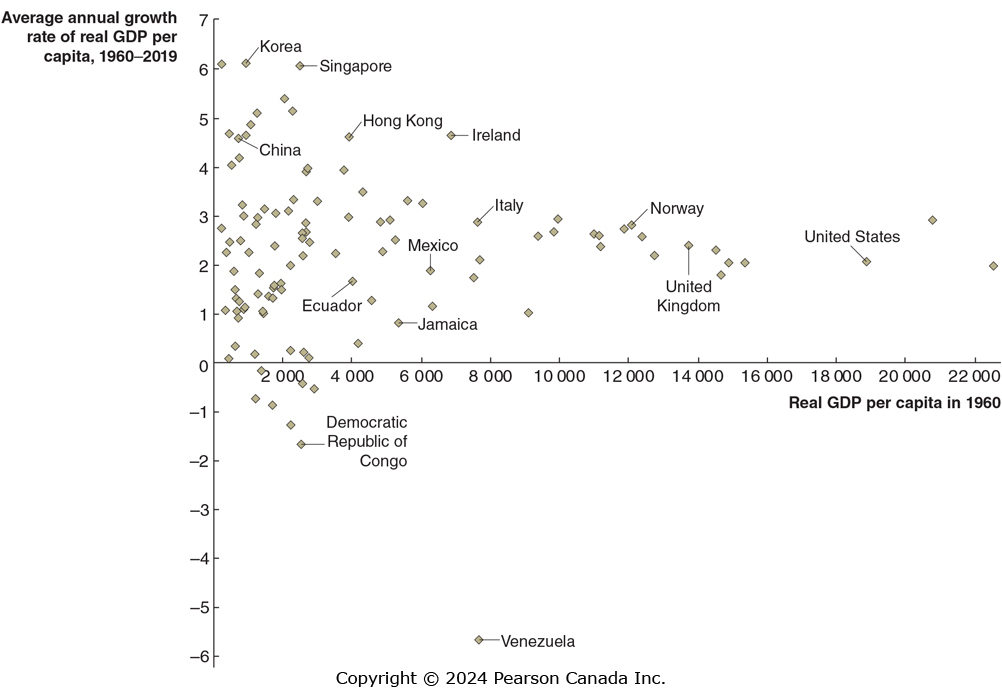 Average annual growth
rate of real GDP per
capita, 1960–2019
7
6
5
4
3
2
1
0
–1
–2
–3
–4
–5
–6
Korea
Singapore
Hong Kong
Ireland
China
Italy
Norway
Mexico
United States
Ecuador
United
Kingdom
Jamaica
2 000 4 000 6 000 8 000 10 000 12 000 14 000 16 000 18 000 20 000 22 000
Real GDP per capita in 1960
Democratic
Republic of
Congo
Venezuela
Copyright © 2024 Pearson Canada Inc.